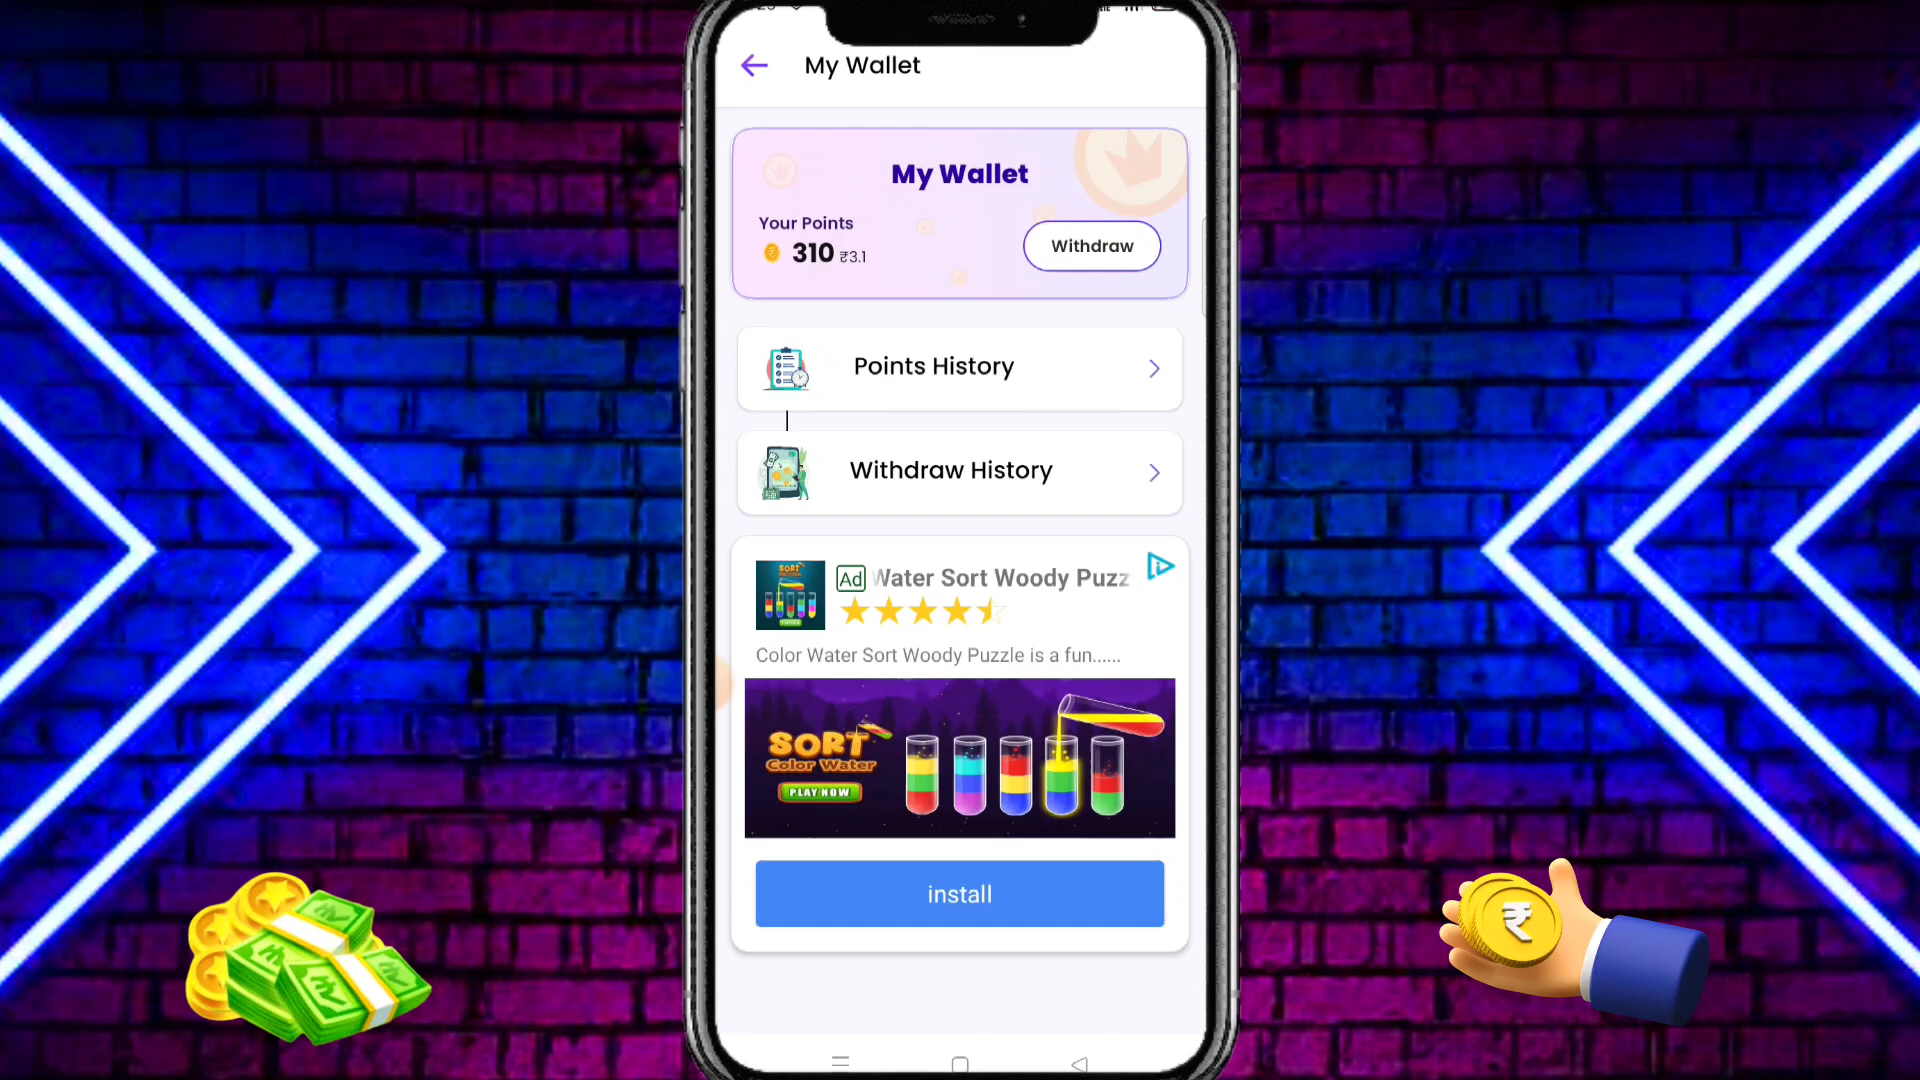 My Wallet
My Wallet
Your Points
310 ₹3.1
Withdraw
Points History
Withdraw History
Ad Water Sort Woody Puzz
Color Water Sort Woody Puzzle is a fun......
SORT
Color Water
PLAY NOW
install
₹